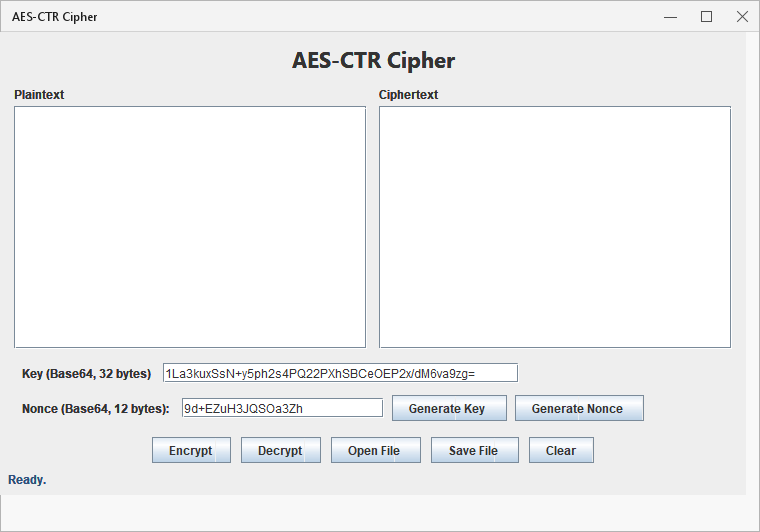 AES-CTR Cipher
AES-CTR Cipher
Plaintext Ciphertext
Key (Base64, 32 bytes) 1La3kuxSsN+y5ph2s4PQ22PXhSBCeOEP2x/dM6va9zg=
Nonce (Base64, 12 bytes): 9d+EZuH3JQSOa3Zh Generate Key Generate Nonce
Encrypt Decrypt Open File Save File Clear
Ready.